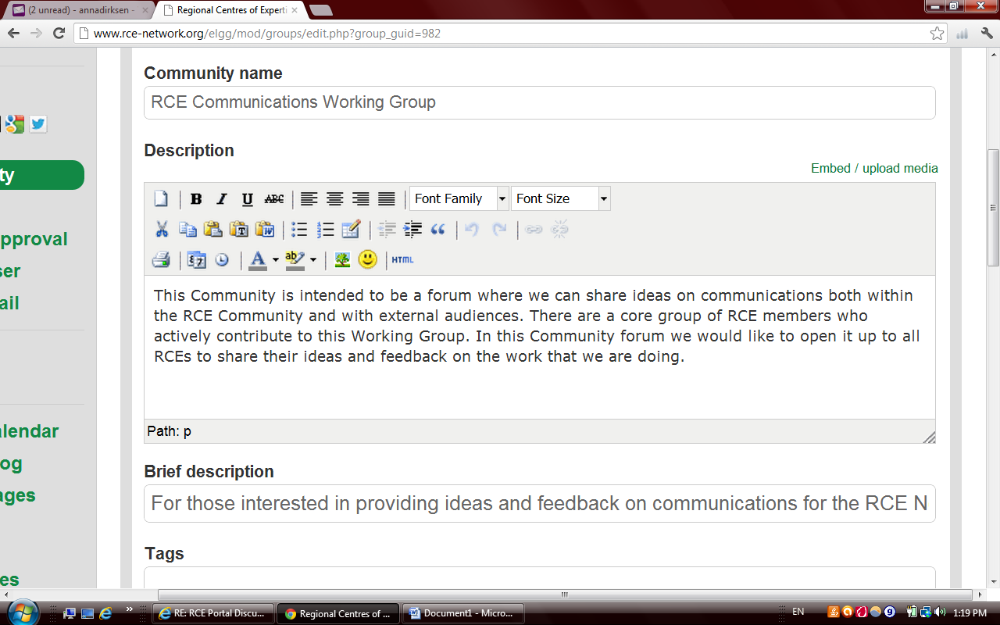 (2 unread) - annadirksen -
Regional Centres of Experti
www.rce-network.org/elgg/mod/groups/edit.php?group_guid=982
ty
pproval
ser
ail
alendar
og
ages
es
Community name
RCE Communications Working Group
Description
Embed / upload media
B I U ABC Font Family Font Size
HTML
This Community is intended to be a forum where we can share ideas on communications both within
the RCE Community and with external audiences. There are a core group of RCE members who
actively contribute to this Working Group. In this Community forum we would like to open it up to all
RCEs to share their ideas and feedback on the work that we are doing.
Path: p
Brief description
For those interested in providing ideas and feedback on communications for the RCE N
Tags
RE: RCE Portal Discu...
Regional Centres of ...
Document1 - Micro...
EN
1:19 PM